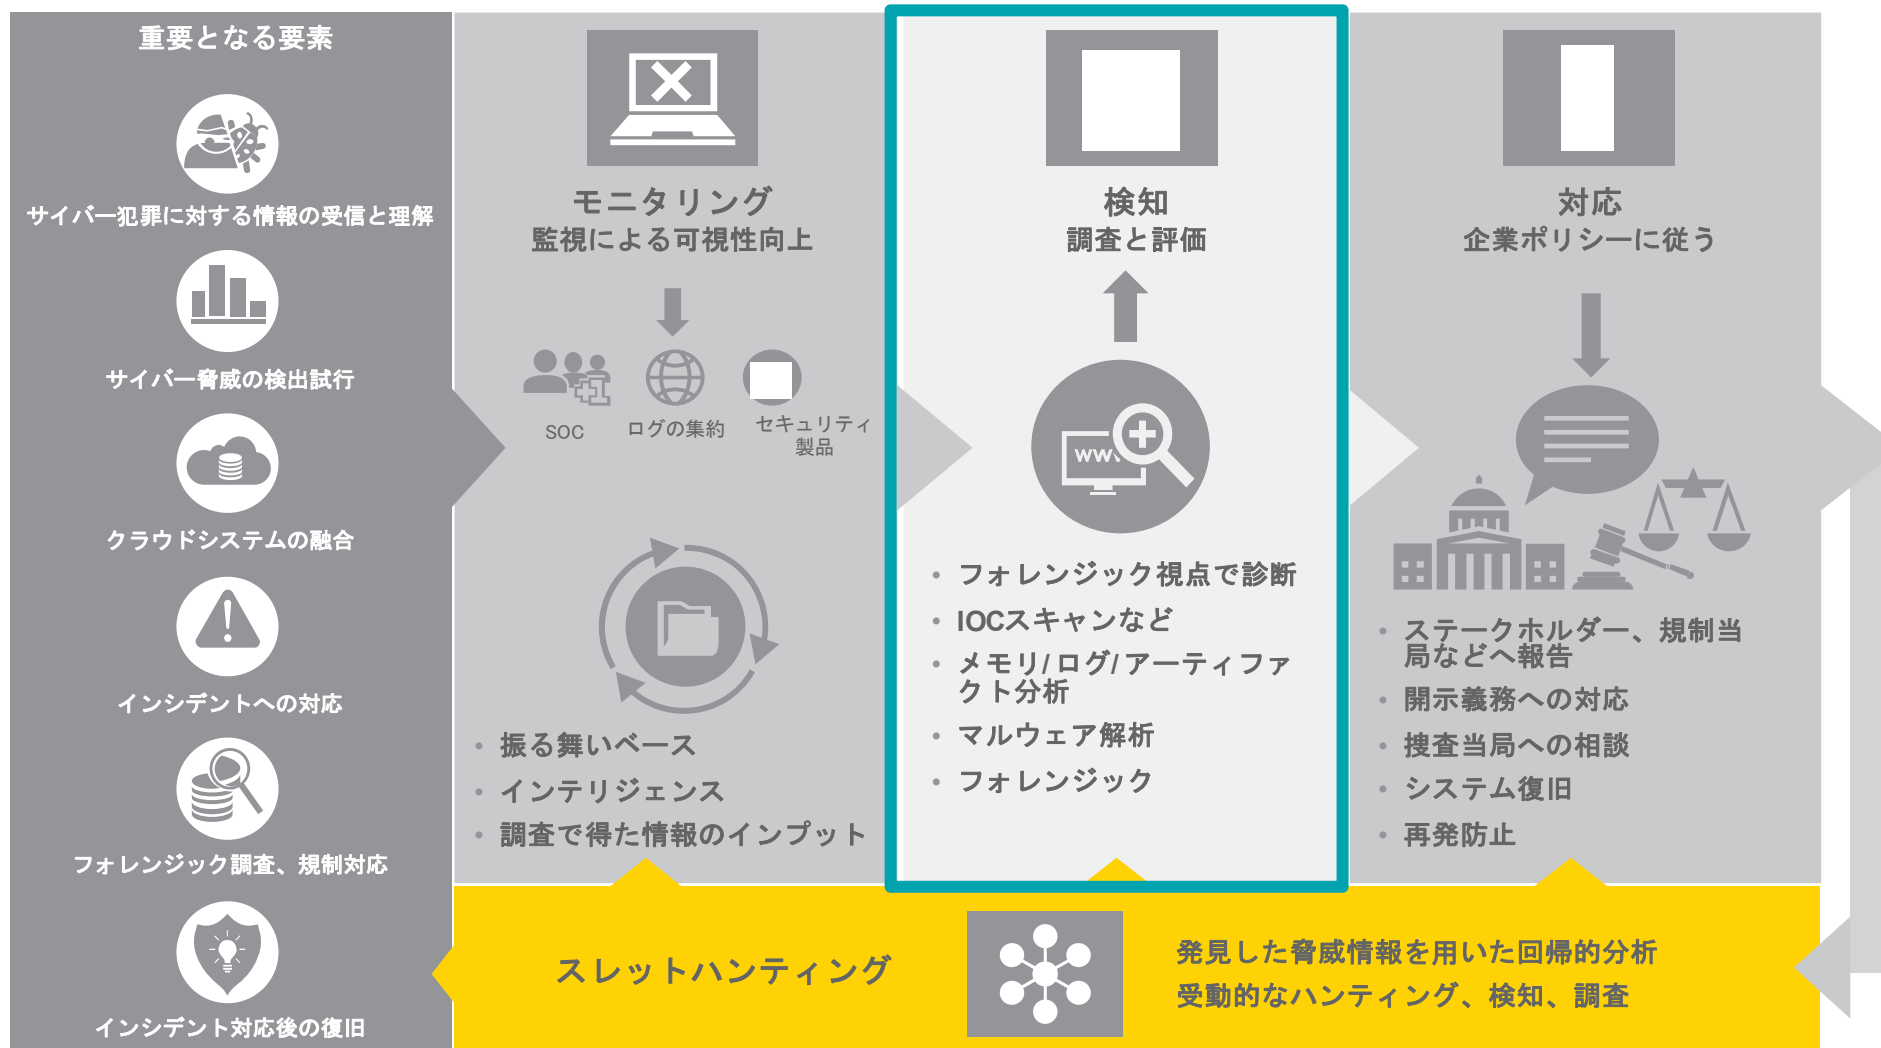 重要となる要素
サイバー犯罪に対する情報の受信と理解
サイバー脅威の検出試行
クラウドシステムの融合
インシデントへの対応
フォレンジック調査、規制対応
インシデント対応後の復旧
モニタリング
監視による可視性向上
SOC
ログの集約
セキュリティ
製品
• 振る舞いベース
• インテリジェンス
• 調査で得た情報のインプット
検知
調査と評価
www.
• フォレンジック視点で診断
• IOCスキャンなど
• メモリ/ログ/アーティファ
クト分析
• マルウェア解析
• フォレンジック
対応
企業ポリシーに従う
• ステークホルダー、規制当
局などへ報告
• 開示義務への対応
• 捜査当局への相談
• システム復旧
• 再発防止
スレットハンティング
発見した脅威情報を用いた回帰的分析
受動的なハンティング、検知、調査